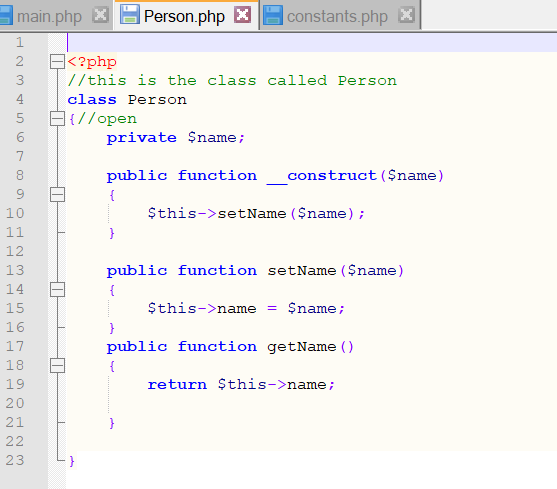 main.php Person.php constants.php
1
2 <?php
3 //this is the class called Person
4 class Person
5 {//open
6     private $name;
7
8     public function __construct($name)
9     {
10         $this->setName($name);
11     }
12
13     public function setName($name)
14     {
15         $this->name = $name;
16     }
17     public function getName()
18     {
19         return $this->name;
20
21     }
22
23 }